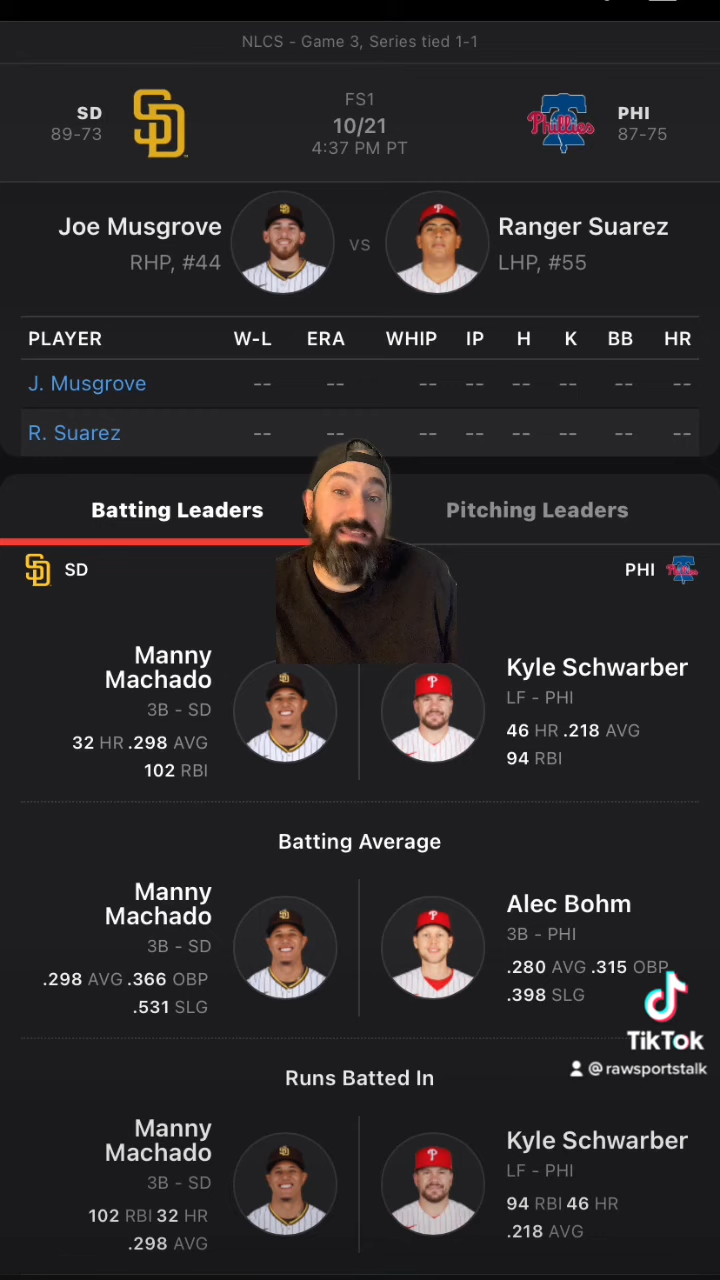 NLCS - Game 3, Series tied 1-1
SD
89-73
SD
FS1
10/21
4:37 PM PT
Phillies
PHI
87-75
Joe Musgrove
RHP, #44
VS
Ranger Suarez
LHP, #55
PLAYER W-L ERA WHIP IP H K BB HR
J. Musgrove -- -- -- -- -- -- -- --
R. Suarez -- -- -- -- -- -- -- --
Batting Leaders
Pitching Leaders
SD SD
PHI Phillies
Manny
Machado
3B - SD
32 HR .298 AVG
102 RBI
Kyle Schwarber
LF - PHI
46 HR .218 AVG
94 RBI
Batting Average
Manny
Machado
3B - SD
.298 AVG .366 OBP
.531 SLG
Alec Bohm
3B - PHI
.280 AVG .315 OBP
.398 SLG
TikTok
@rawsportstalk
Runs Batted In
Manny
Machado
3B - SD
102 RBI 32 HR
.298 AVG
Kyle Schwarber
LF - PHI
94 RBI 46 HR
.218 AVG